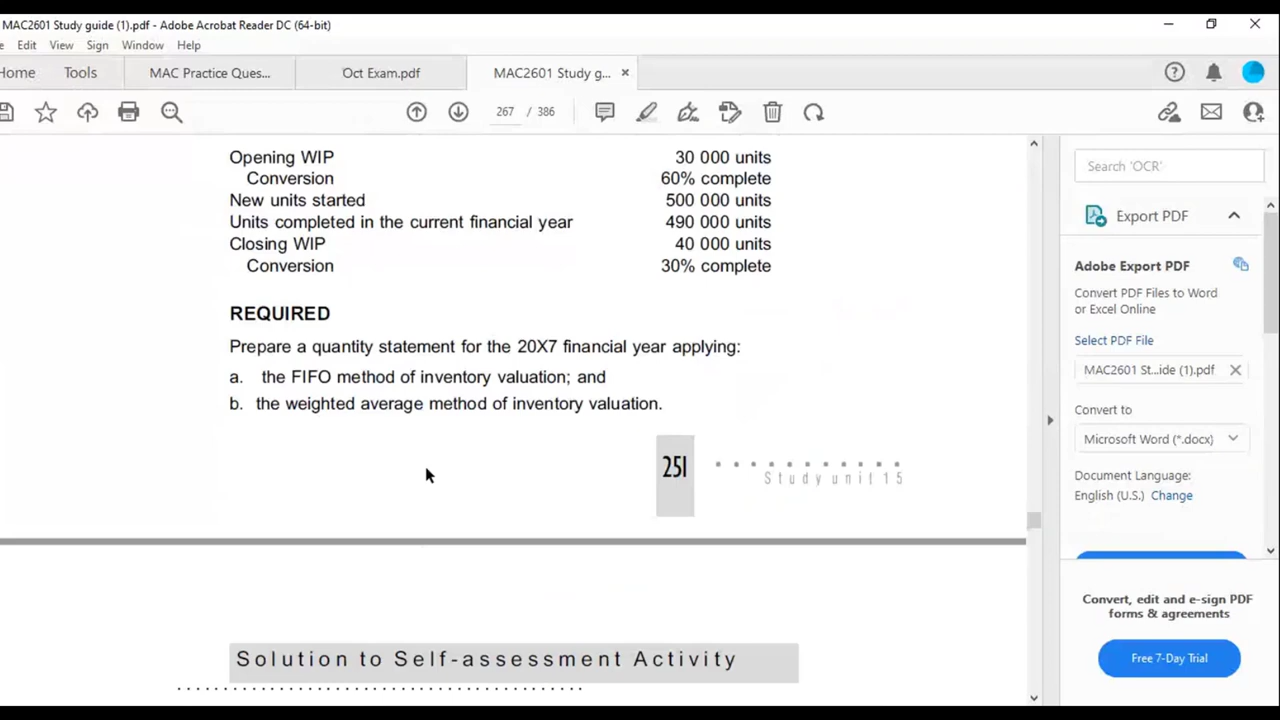 MAC2601 Study guide (1).pdf - Adobe Acrobat Reader DC (64-bit)
Edit View Sign Window Help
Home Tools MAC Practice Ques... Oct Exam.pdf MAC2601 Study g...
267 / 386
Opening WIP 30 000 units
Conversion 60% complete
New units started 500 000 units
Units completed in the current financial year 490 000 units
Closing WIP 40 000 units
Conversion 30% complete
REQUIRED
Prepare a quantity statement for the 20X7 financial year applying:
a. the FIFO method of inventory valuation; and
b. the weighted average method of inventory valuation.
251
Study unit 15
Solution to Self-assessment Activity
Search 'OCR'
Export PDF
Adobe Export PDF
Convert PDF Files to Word
or Excel Online
Select PDF File
MAC2601 St...ide (1).pdf
Convert to
Microsoft Word (*.docx)
Document Language:
English (U.S.) Change
Convert, edit and e-sign PDF
forms & agreements
Free 7-Day Trial